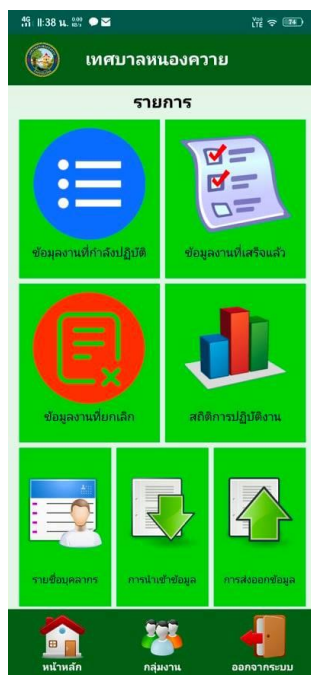 11:38 น.
74
เทศบาลหนองควาย
รายการ
ข้อมูลงานที่กำลังปฏิบัติ
ข้อมูลงานที่เสร็จแล้ว
ข้อมูลงานที่ยกเลิก
สถิติการปฏิบัติงาน
รายชื่อบุคลากร
การนำเข้าข้อมูล
การส่งออกข้อมูล
หน้าหลัก
กลุ่มงาน
ออกจากระบบ